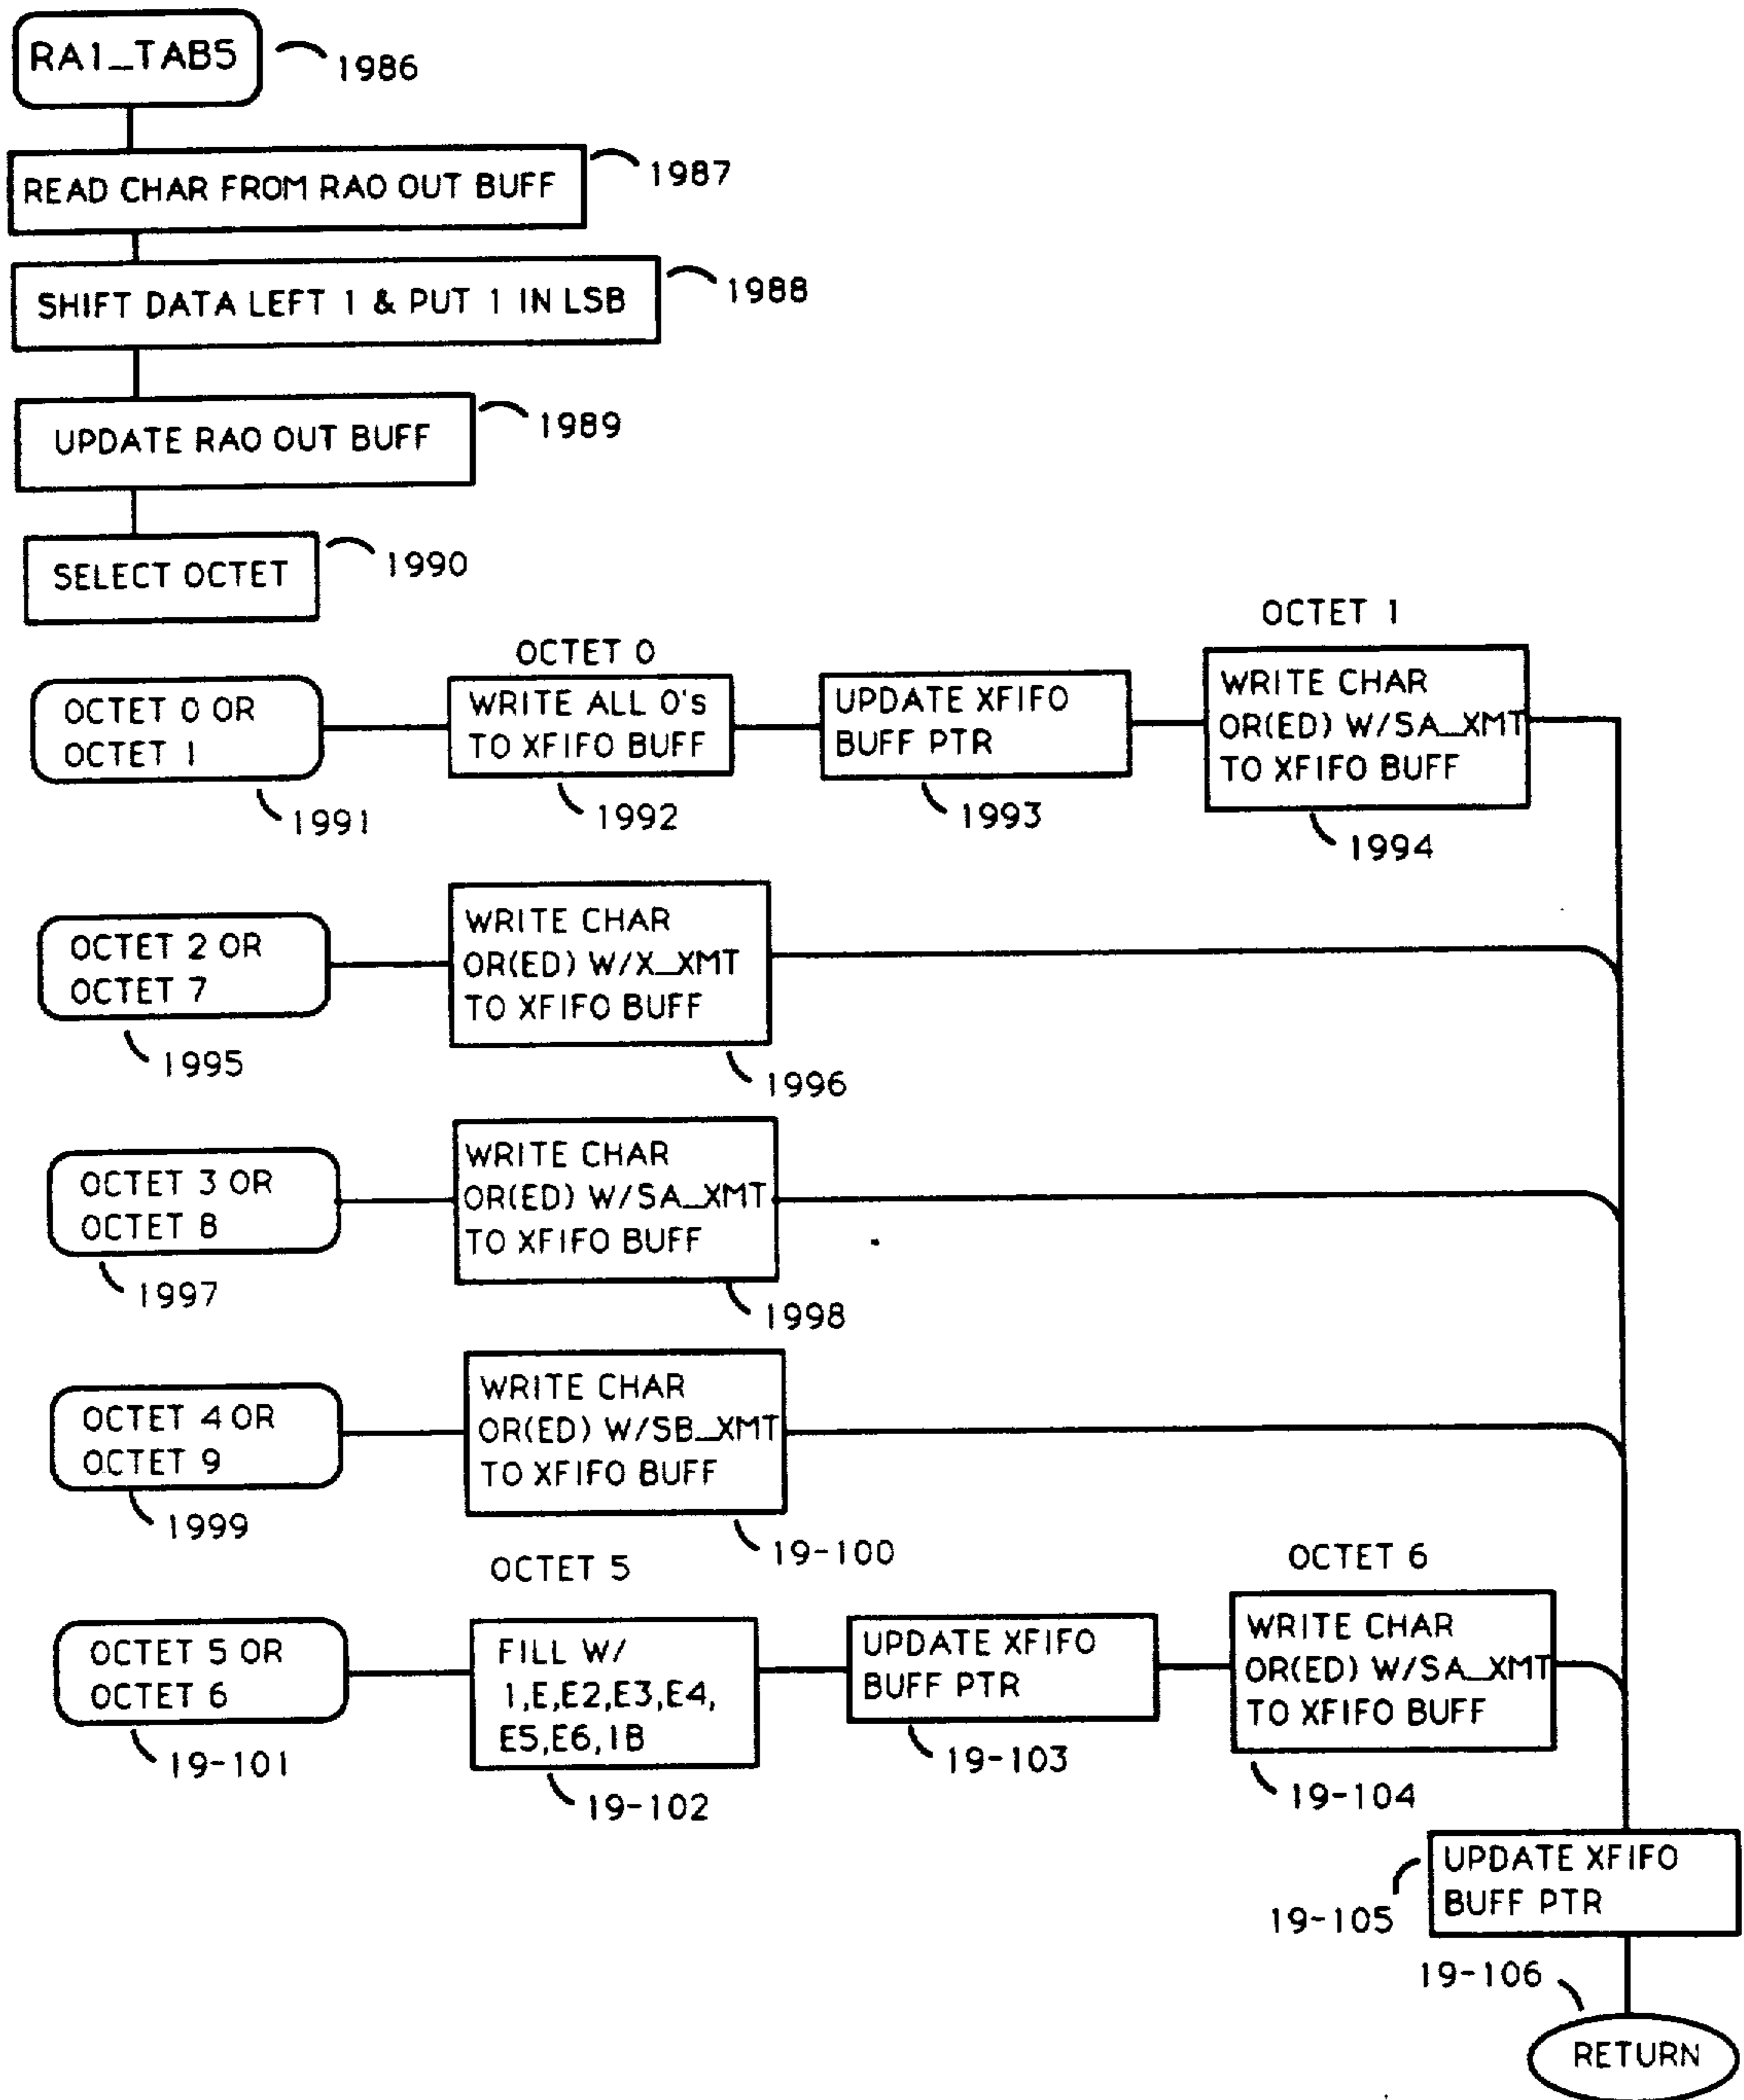 RA1_TAB5
1986
READ CHAR FROM RA0 OUT BUFF
1987
SHIFT DATA LEFT 1 & PUT 1 IN LSB
1988
UPDATE RA0 OUT BUFF
1989
SELECT OCTET
1990
OCTET 0 OR
OCTET 1
1991
OCTET 0
WRITE ALL 0's
TO XFIFO BUFF
1992
UPDATE XFIFO
BUFF PTR
1993
OCTET 1
WRITE CHAR
OR(ED) W/SA_XMT
TO XFIFO BUFF
1994
OCTET 2 OR
OCTET 7
1995
WRITE CHAR
OR(ED) W/X_XMT
TO XFIFO BUFF
1996
OCTET 3 OR
OCTET 8
1997
WRITE CHAR
OR(ED) W/SA_XMT
TO XFIFO BUFF
1998
OCTET 4 OR
OCTET 9
1999
WRITE CHAR
OR(ED) W/SB_XMT
TO XFIFO BUFF
19-100
OCTET 5 OR
OCTET 6
19-101
OCTET 5
FILL W/
1,E,E2,E3,E4,
E5,E6,1B
19-102
UPDATE XFIFO
BUFF PTR
19-103
OCTET 6
WRITE CHAR
OR(ED) W/SA_XMT
TO XFIFO BUFF
19-104
UPDATE XFIFO
BUFF PTR
19-105
19-106
RETURN